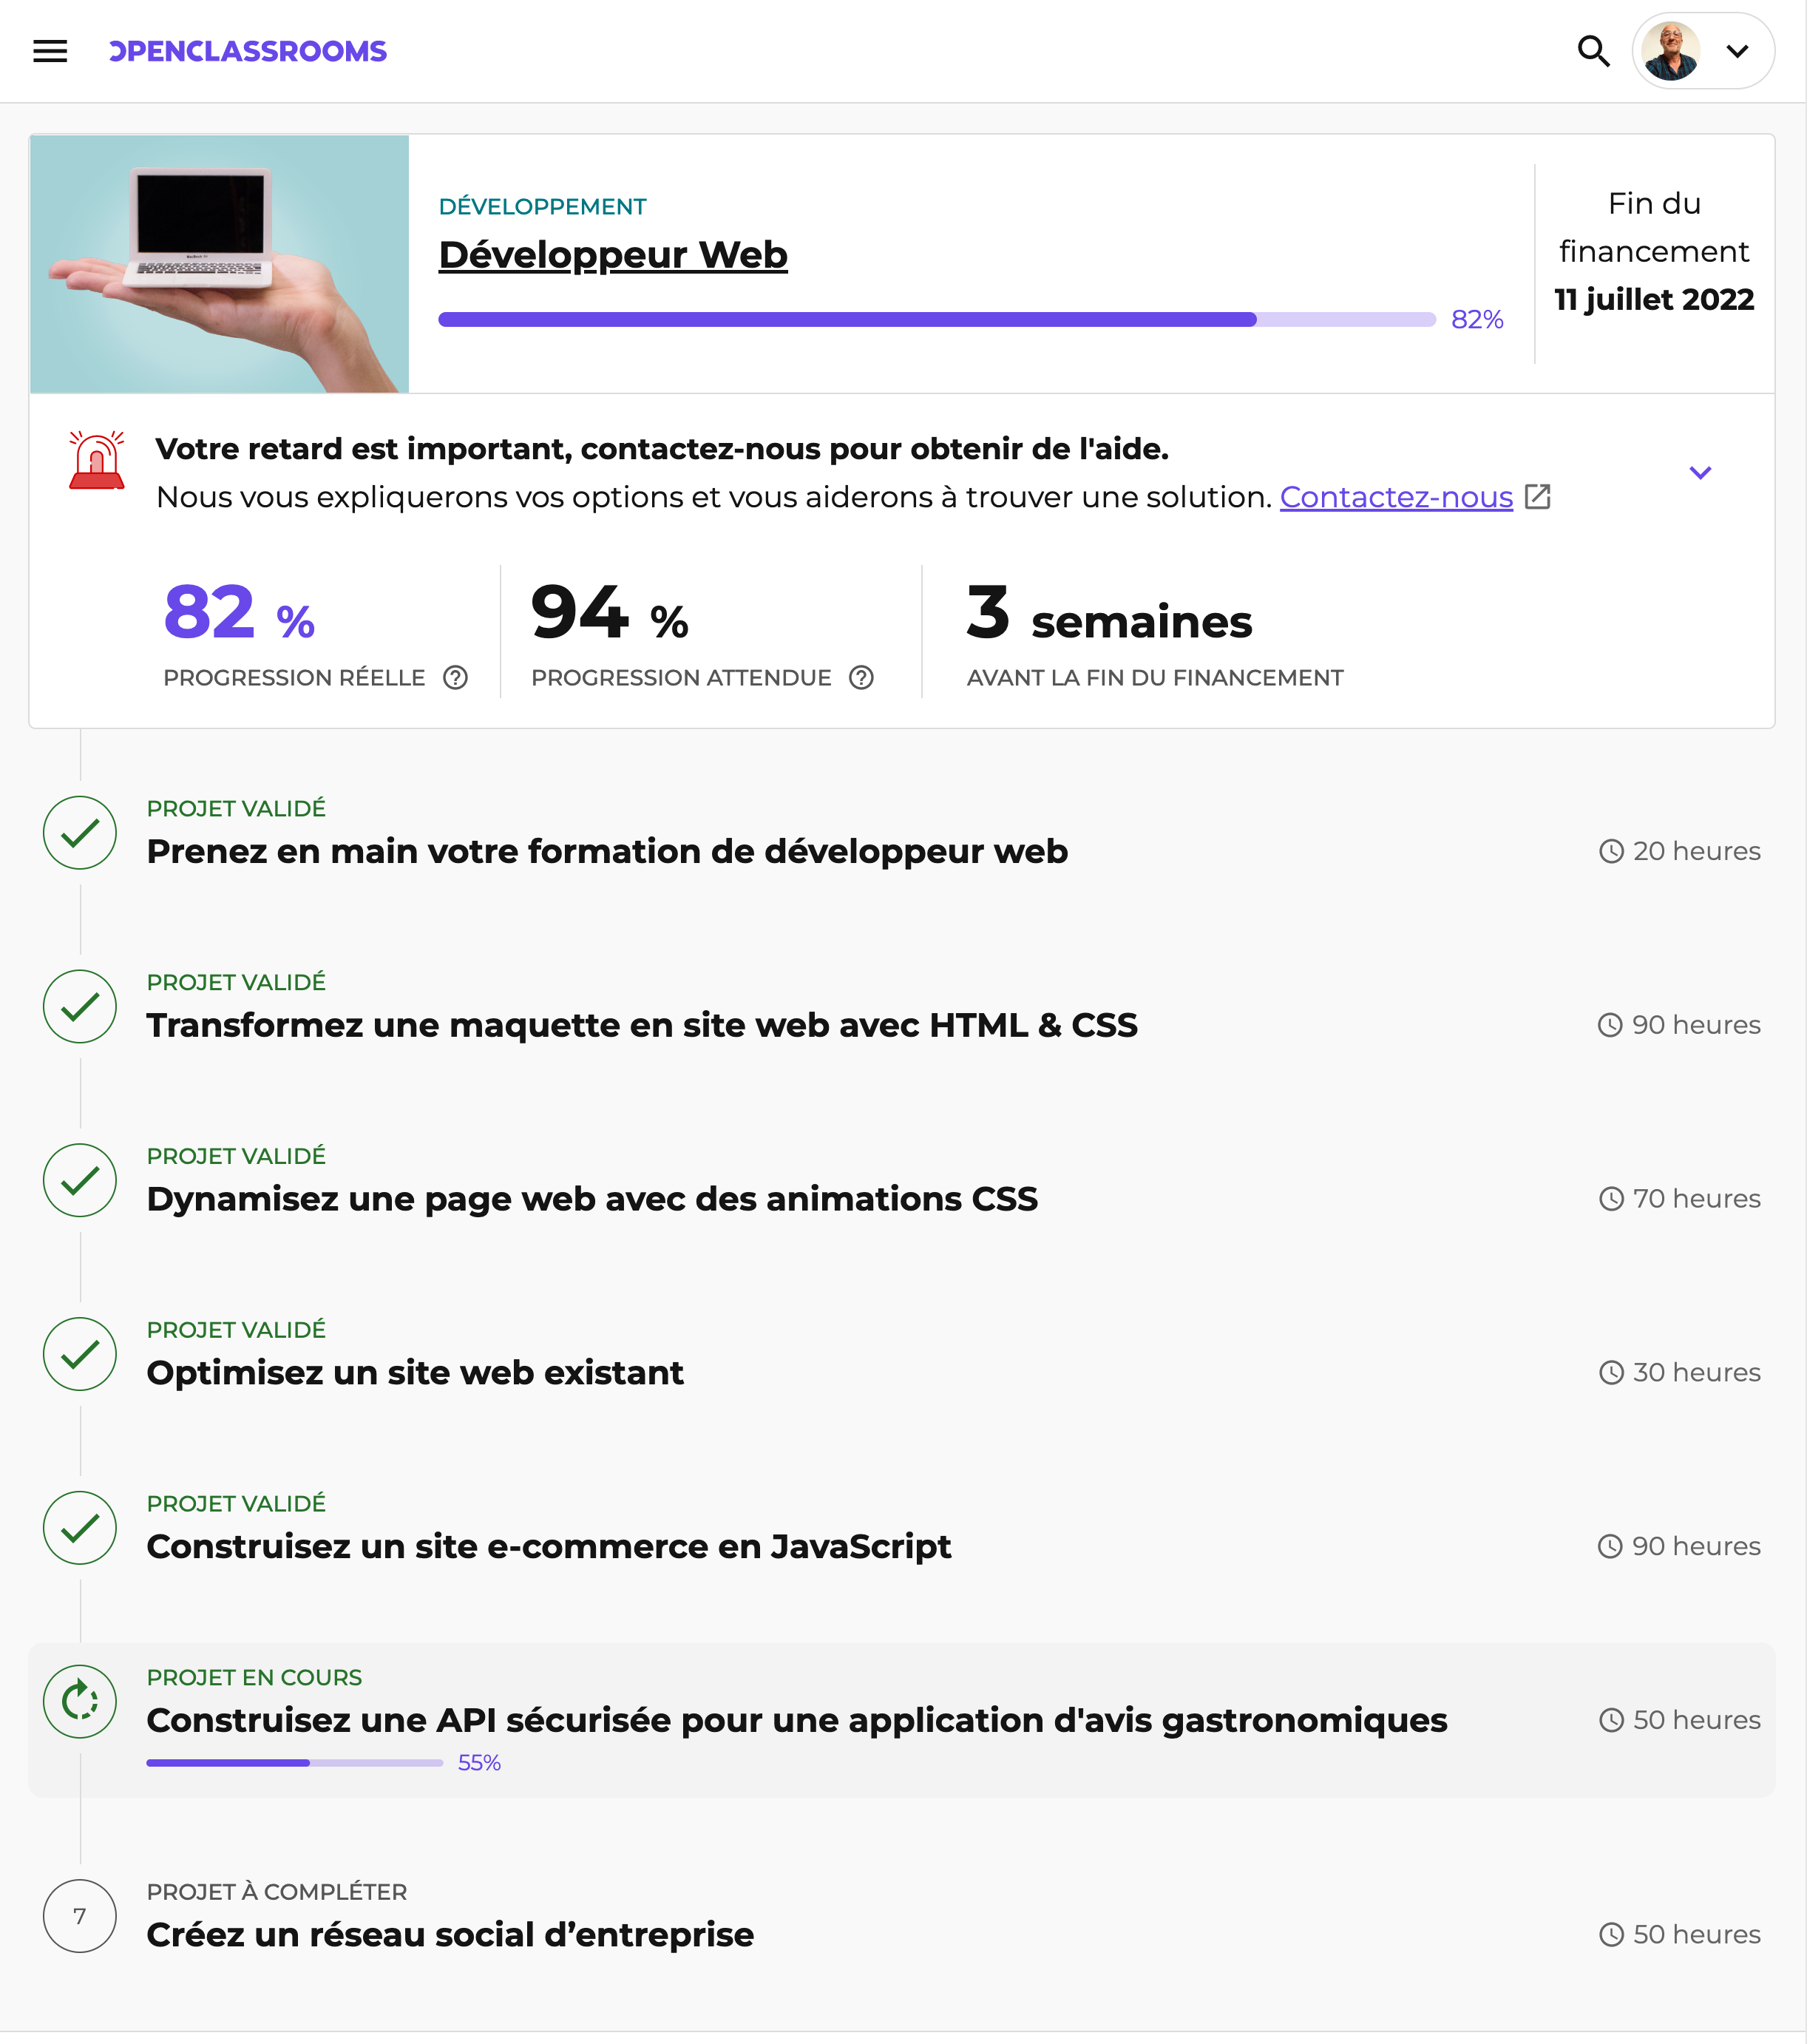 OPENCLASSROOMS
DÉVELOPPEMENT
Développeur Web
82%
Fin du
financement
11 juillet 2022
Votre retard est important, contactez-nous pour obtenir de l'aide.
Nous vous expliquerons vos options et vous aiderons à trouver une solution. Contactez-nous
82 %
PROGRESSION RÉELLE
94 %
PROGRESSION ATTENDUE
3 semaines
AVANT LA FIN DU FINANCEMENT
PROJET VALIDÉ
Prenez en main votre formation de développeur web
20 heures
PROJET VALIDÉ
Transformez une maquette en site web avec HTML & CSS
90 heures
PROJET VALIDÉ
Dynamisez une page web avec des animations CSS
70 heures
PROJET VALIDÉ
Optimisez un site web existant
30 heures
PROJET VALIDÉ
Construisez un site e-commerce en JavaScript
90 heures
PROJET EN COURS
Construisez une API sécurisée pour une application d'avis gastronomiques
50 heures
55%
7
PROJET À COMPLÉTER
Créez un réseau social d’entreprise
50 heures